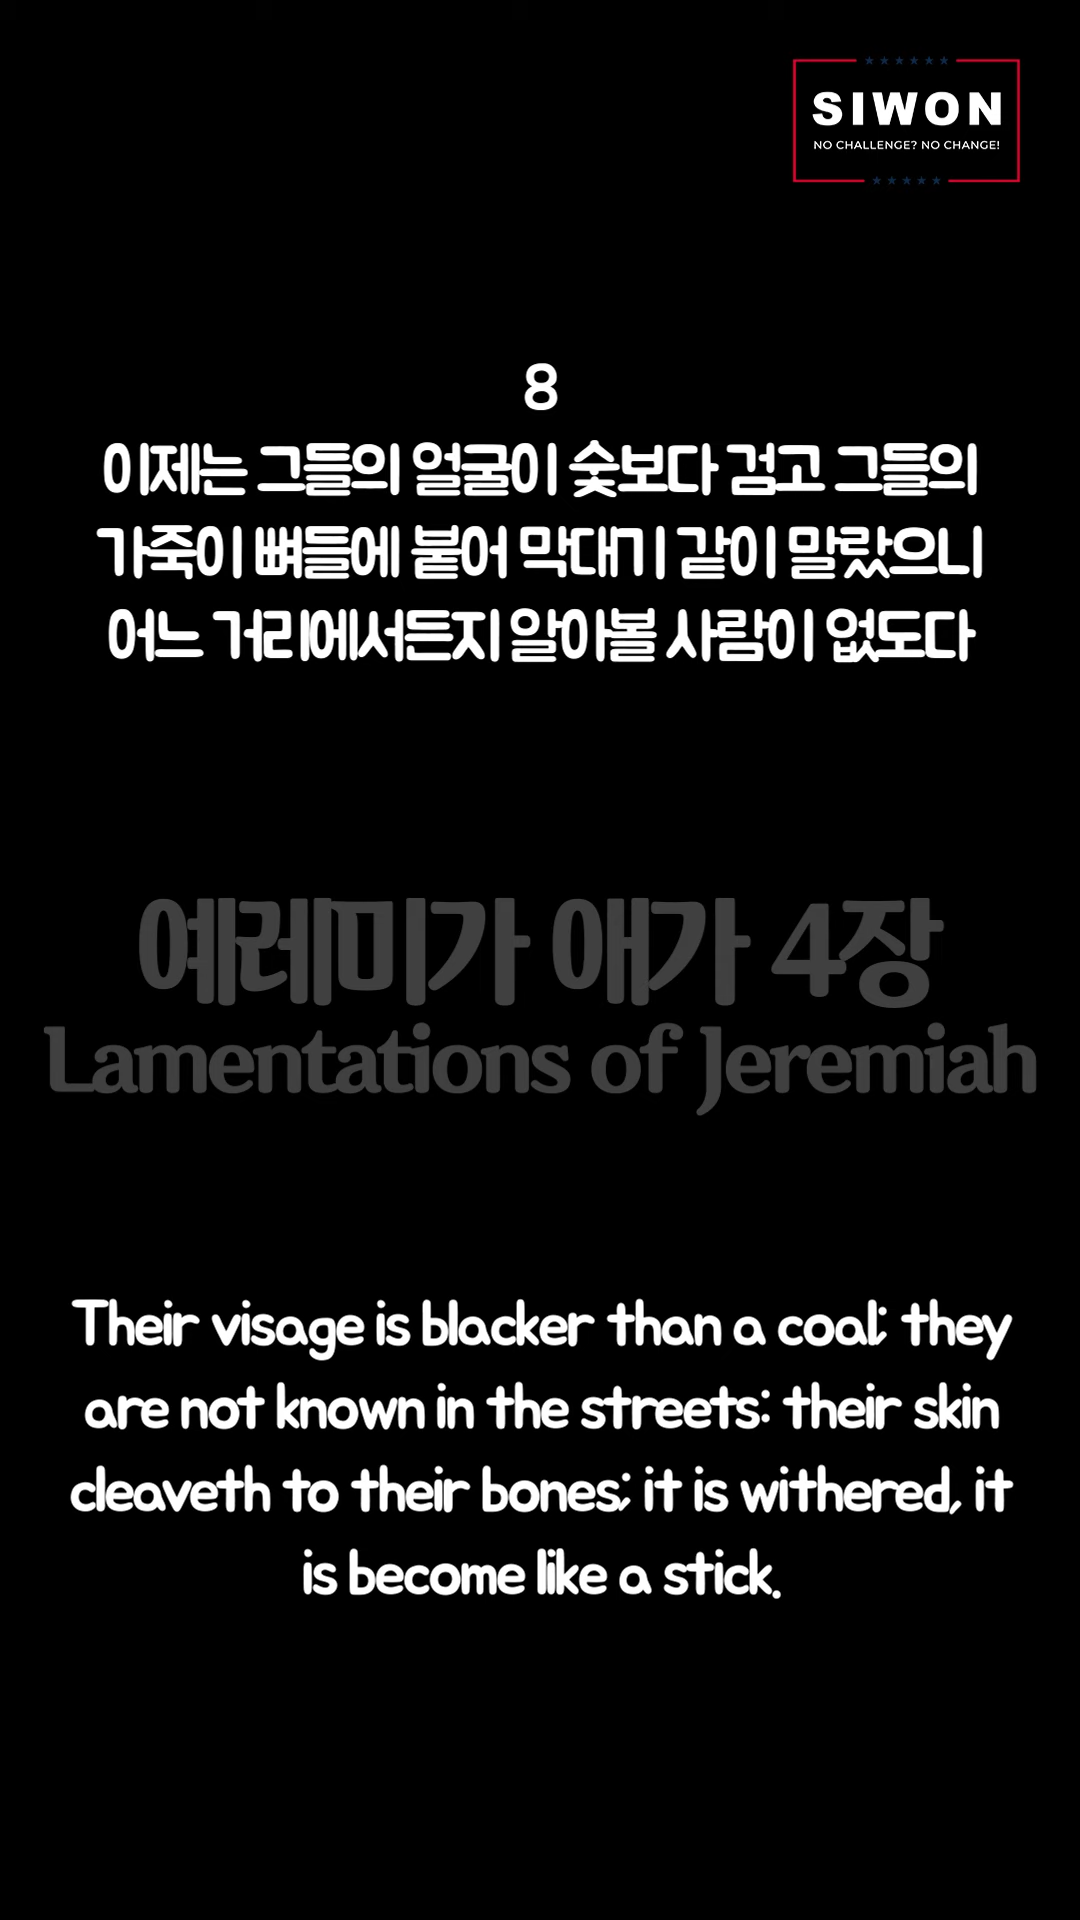 SIWON
NO CHALLENGE? NO CHANGE!
8
이제는 그들의 얼굴이 숯보다 검고 그들의
가죽이 뼈들에 붙어 막대기 같이 말랐으니
어느 거리에서든지 알아볼 사람이 없도다
예레미가 애가 4장
Lamentations of Jeremiah
Their visage is blacker than a coal; they
are not known in the streets: their skin
cleaveth to their bones; it is withered, it
is become like a stick.